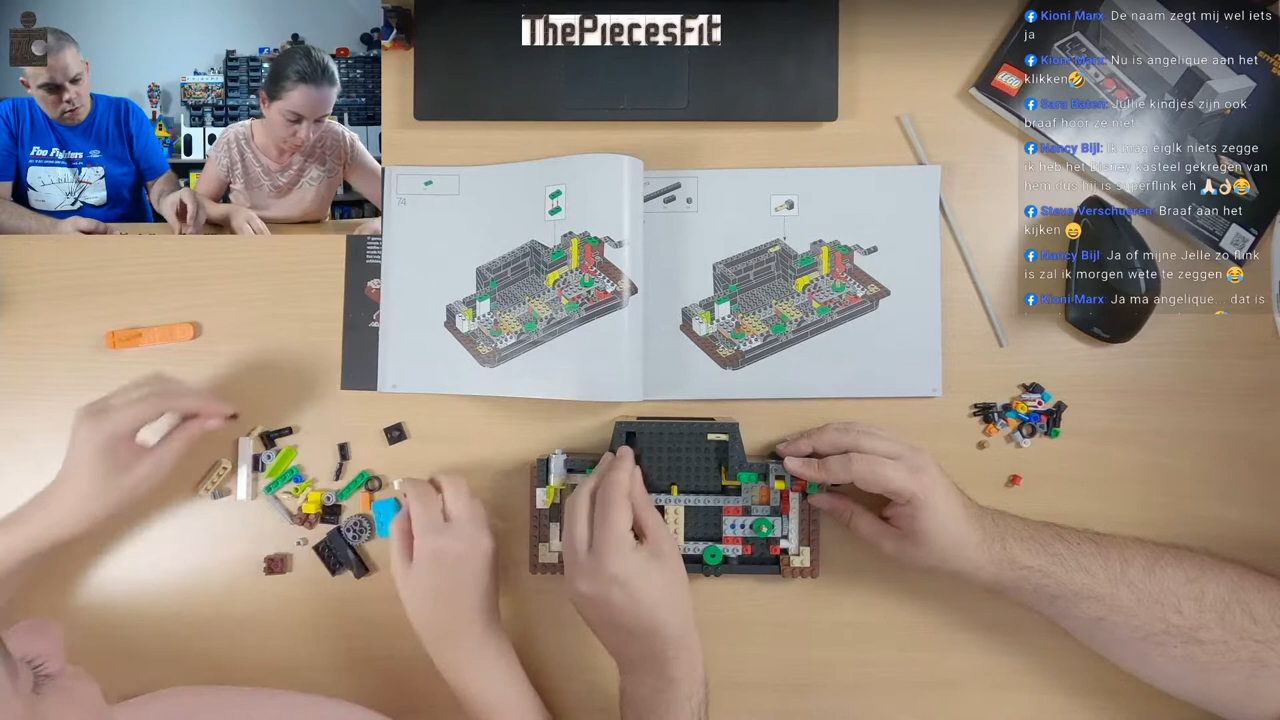 ThePiecesFit
Foo Fighters
74
LEGO
Kioni Marx De naam zegt mij wel iets
ja
Kioni Marx: Nu is angelique aan het
klikken🤣
Sara Baten: Jullie kindjes zijn ook
braaf hoor ze niet
Nancy Bijl: Ik mag eiglk niets zegge
ik heb het Disney kasteel gekregen van
hem dus hij is superflink eh 🙏🏻👌🏻😂
Steve Verschueren Braaf aan het
kijken 😄
Nancy Bijl Ja of mijne Jelle zo flink
is zal ik morgen wete te zeggen 😂
Kioni Marx: Ja ma angelique... dat is